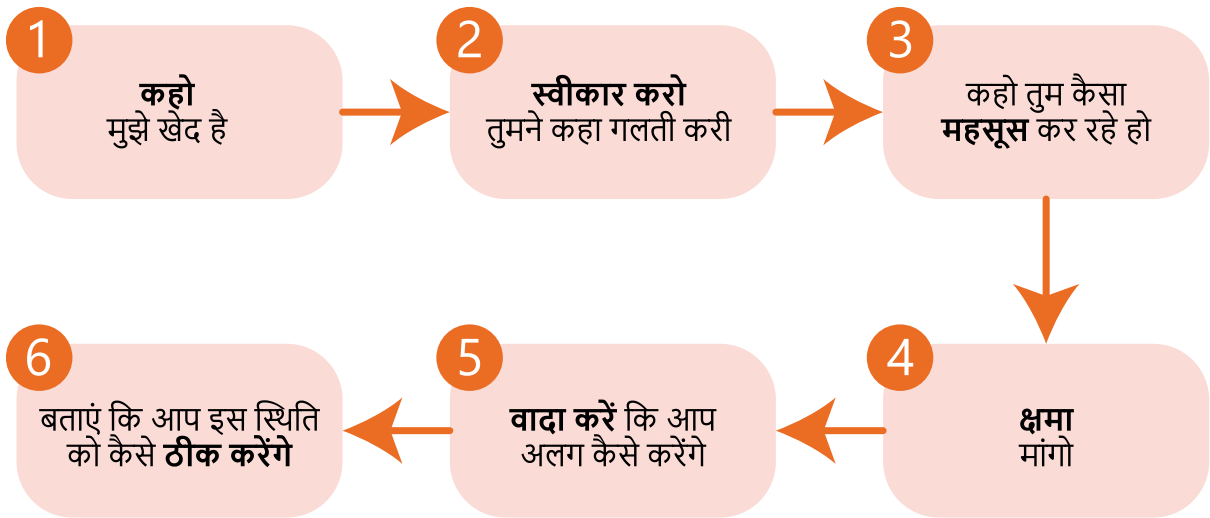 1
कहो
मुझे खेद है
2
स्वीकार करो
तुमने कहा गलती करी
3
कहो तुम कैसा
महसूस कर रहे हो
4
क्षमा
मांगो
5
वादा करें कि आप
अलग कैसे करेंगे
6
बताएं कि आप इस स्थिति
को कैसे ठीक करेंगे